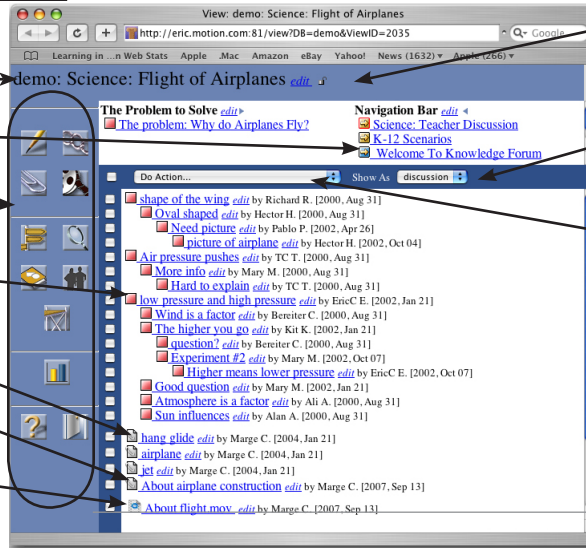 View: demo: Science: Flight of Airplanes
http://eric.motion.com:81/view?DB=demo&ViewID=2035
Google
Learning in ...n Web Stats Apple .Mac Amazon eBay Yahoo! News (1632) Apple (266)
demo: Science: Flight of Airplanes edit
The Problem to Solve edit
The problem: Why do Airplanes Fly?
Navigation Bar edit
Science: Teacher Discussion
K-12 Scenarios
Welcome To Knowledge Forum
Do Action... Show As discussion
shape of the wing edit by Richard R. [2000, Aug 31]
Oval shaped edit by Hector H. [2000, Aug 31]
Need picture edit by Pablo P. [2002, Apr 26]
picture of airplane edit by Hector H. [2002, Oct 04]
Air pressure pushes edit by TC T. [2000, Aug 31]
More info edit by Mary M. [2000, Aug 31]
Hard to explain edit by TC T. [2000, Aug 31]
low pressure and high pressure edit by EricC E. [2002, Jan 21]
Wind is a factor edit by Bereiter C. [2000, Aug 31]
The higher you go edit by Kit K. [2002, Jan 21]
question? edit by Bereiter C. [2000, Aug 31]
Experiment #2 edit by Mary M. [2002, Oct 07]
Higher means lower pressure edit by EricC E. [2002, Oct 07]
Good question edit by Mary M. [2002, Jan 21]
Atmosphere is a factor edit by Ali A. [2000, Aug 31]
Sun influences edit by Alan A. [2000, Aug 31]
hang glide edit by Marge C. [2004, Jan 21]
airplane edit by Marge C. [2004, Jan 21]
jet edit by Marge C. [2004, Jan 21]
About airplane construction edit by Marge C. [2007, Sep 13]
About flight mov edit by Marge C. [2007, Sep 13]